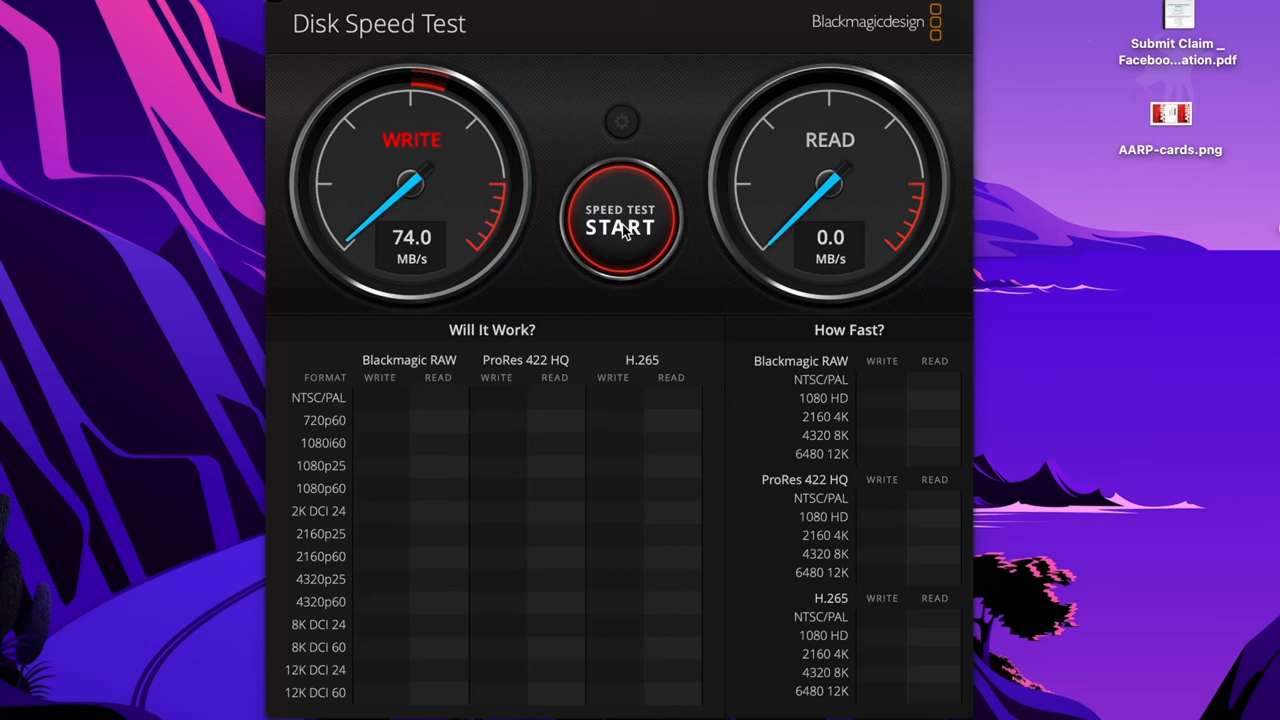 Disk Speed Test
Blackmagicdesign
Submit Claim _
Faceboo...ation.pdf
AARP-cards.png
WRITE
74.0
MB/s
SPEED TEST
START
READ
0.0
MB/s
Will It Work?
Blackmagic RAW ProRes 422 HQ H.265
FORMAT WRITE READ WRITE READ WRITE READ
NTSC/PAL
720p60
1080i60
1080p25
1080p60
2K DCI 24
2160p25
2160p60
4320p25
4320p60
8K DCI 24
8K DCI 60
12K DCI 24
12K DCI 60
How Fast?
Blackmagic RAW WRITE READ
NTSC/PAL
1080 HD
2160 4K
4320 8K
6480 12K
ProRes 422 HQ WRITE READ
NTSC/PAL
1080 HD
2160 4K
4320 8K
6480 12K
H.265 WRITE READ
NTSC/PAL
1080 HD
2160 4K
4320 8K
6480 12K